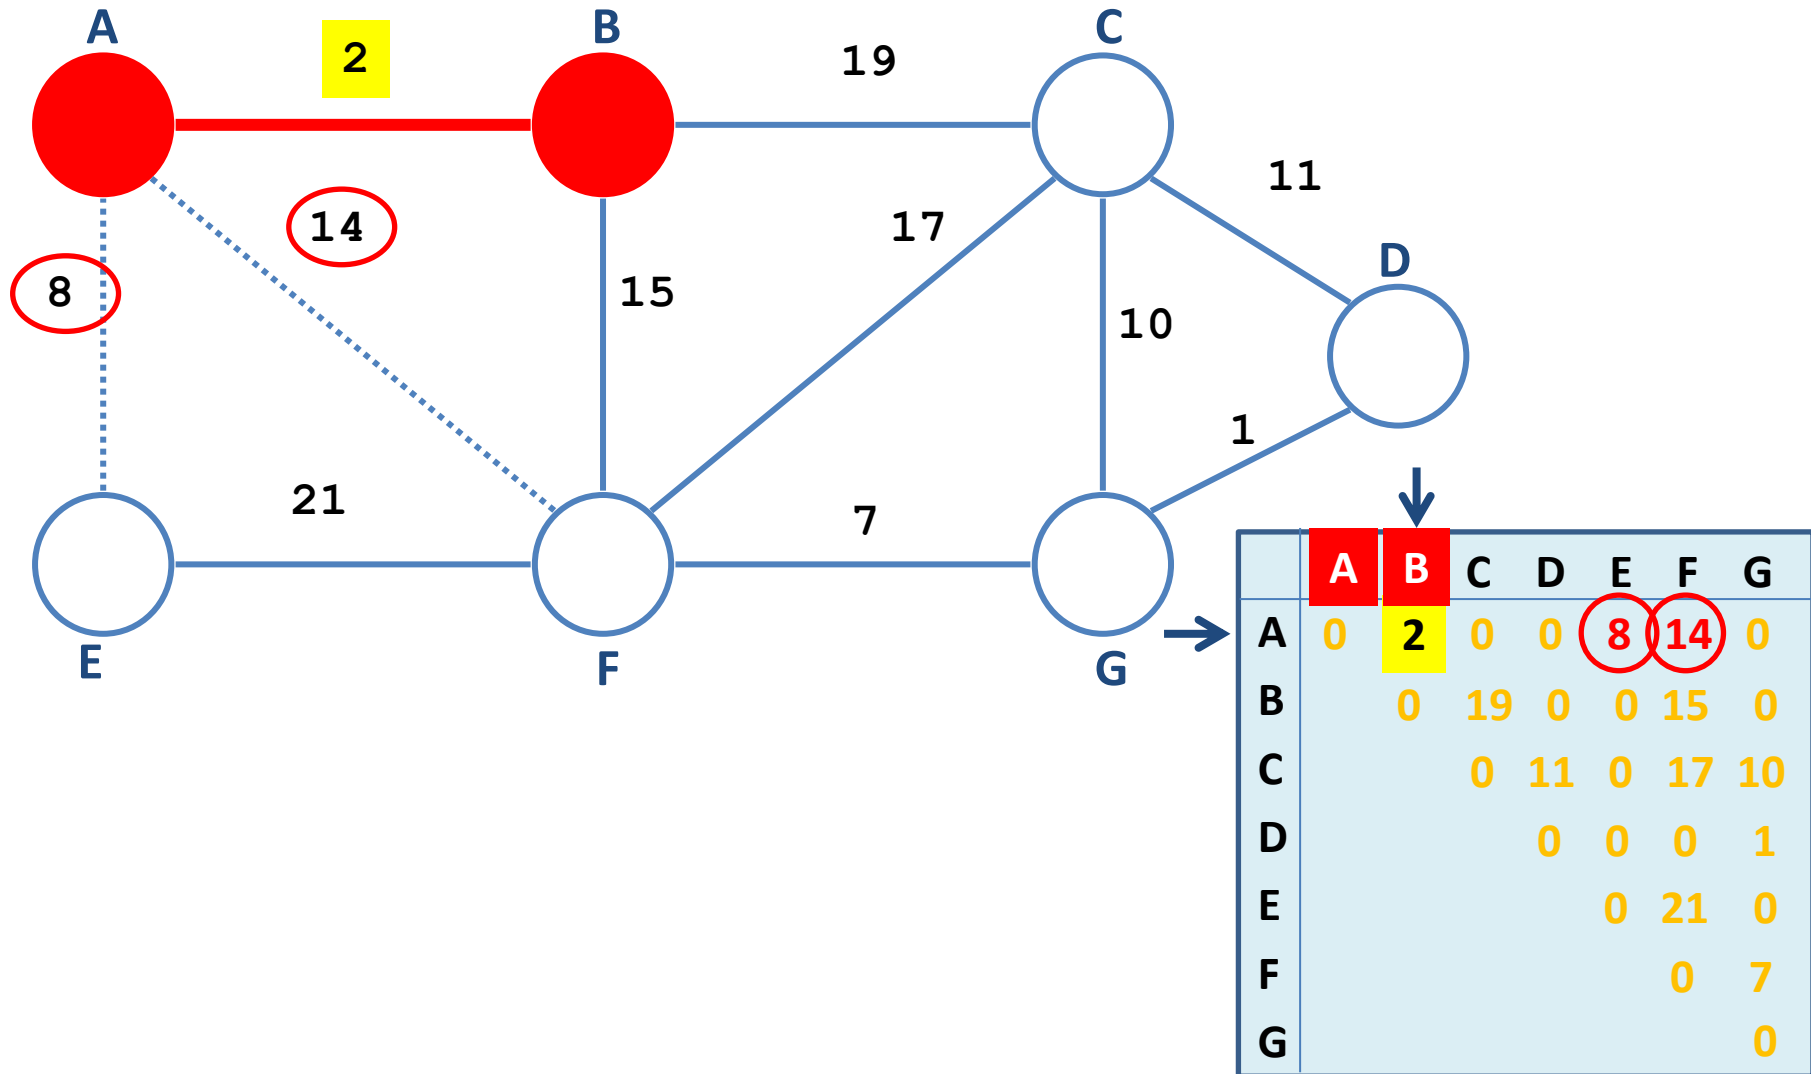 A
B
C
2
19
11
14
17
D
8
15
10
1
21
7
E
F
G
A B C D E F G
A 0 2 0 0 8 14 0
B 0 19 0 0 15 0
C 0 11 0 17 10
D 0 0 0 1
E 0 21 0
F 0 7
G 0